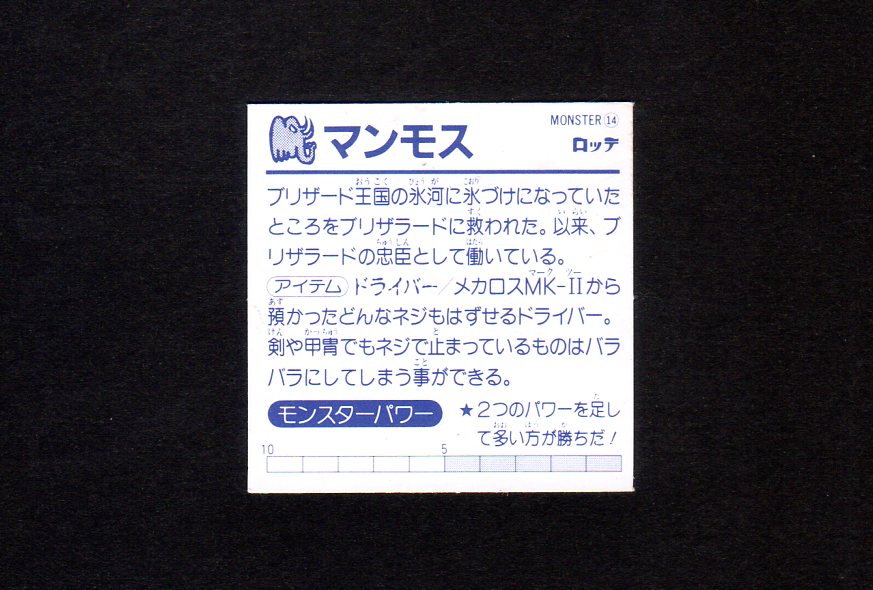 マンモス
MONSTER⑭
ロッテ
ブリザード王国の氷河に氷づけになっていた
ところをブリザラードに救われた。以来、ブ
リザラードの忠臣として働いている。
アイテム ドライバー／メカロスMK-IIから
預かったどんなネジもはずせるドライバー。
剣や甲冑でもネジで止まっているものはバラ
バラにしてしまう事ができる。
モンスターパワー
★2つのパワーを足し
て多い方が勝ちだ！
10 5